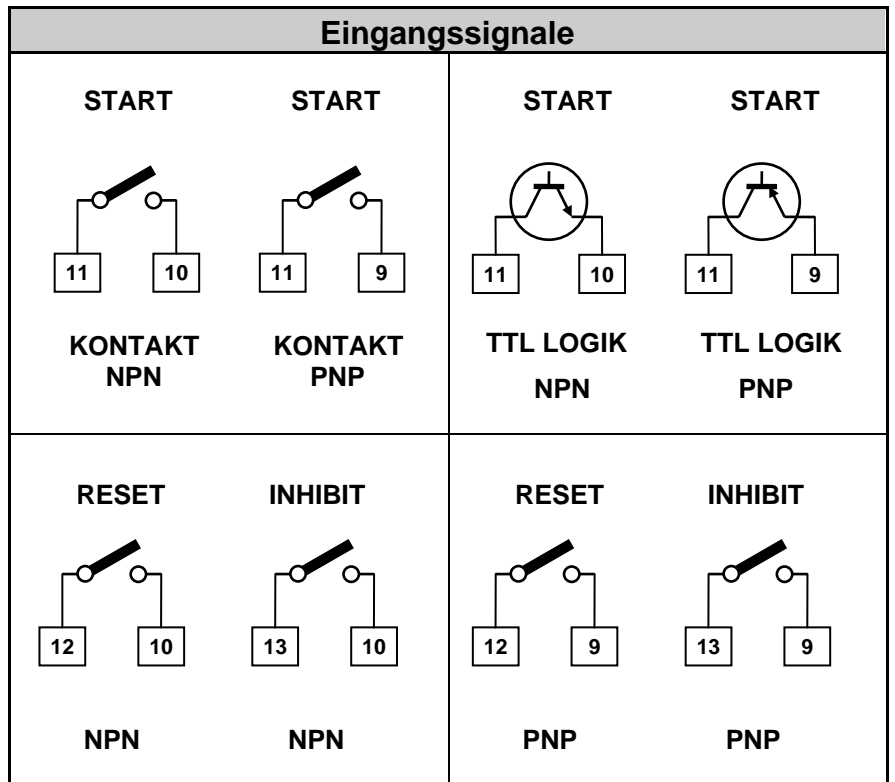 Eingangssignale
START START
11 10 11 9
KONTAKT KONTAKT
NPN PNP
START START
11 10 11 9
TTL LOGIK TTL LOGIK
NPN PNP
RESET INHIBIT
12 10 13 10
NPN NPN
RESET INHIBIT
12 9 13 9
PNP PNP